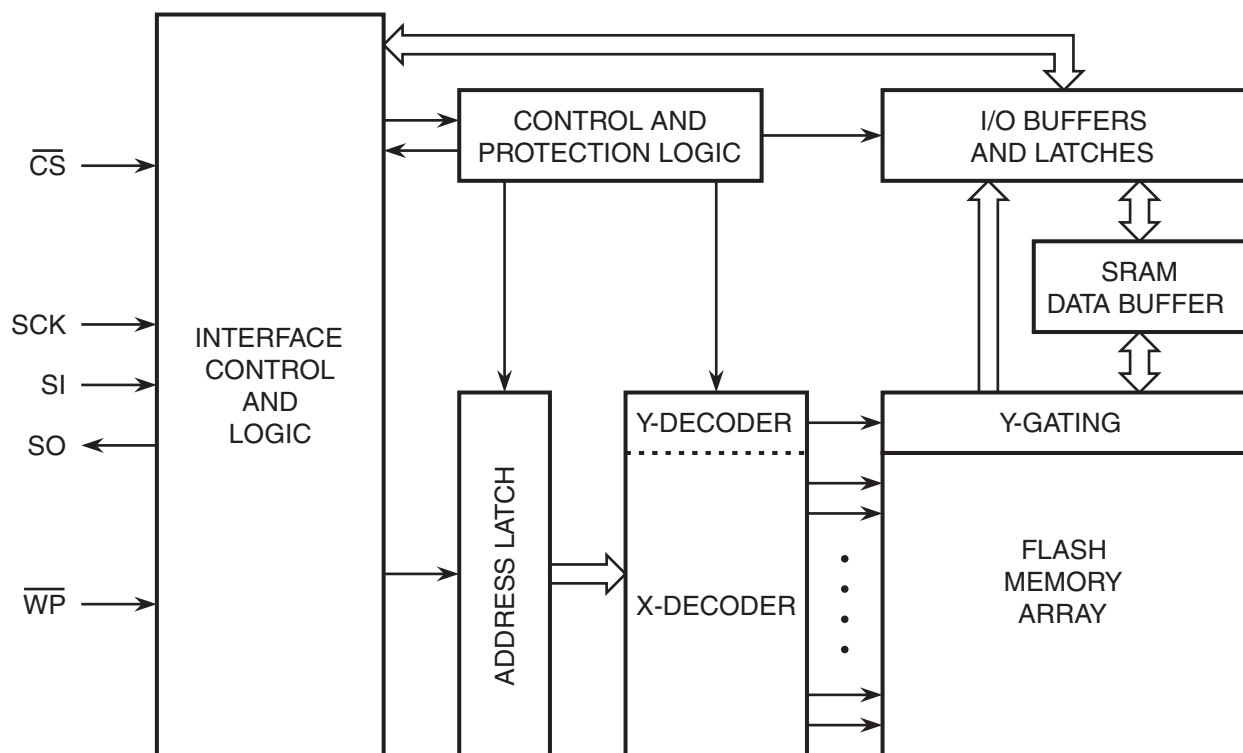 CONTROL AND
PROTECTION LOGIC
I/O BUFFERS
AND LATCHES
CS
SRAM
DATA BUFFER
SCK
INTERFACE
CONTROL
AND
LOGIC
SI
SO
Y-DECODER
Y-GATING
ADDRESS LATCH
WP
X-DECODER
FLASH
MEMORY
ARRAY